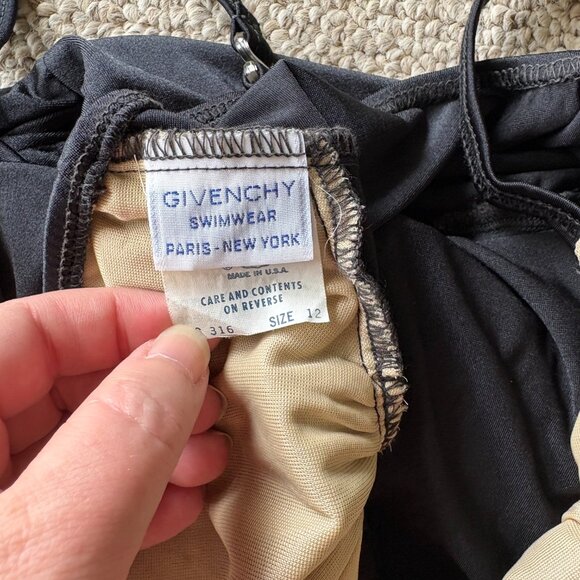 GIVENCHY
SWIMWEAR
PARIS - NEW YORK
MADE IN U.S.A.
CARE AND CONTENTS
ON REVERSE
316 SIZE 12